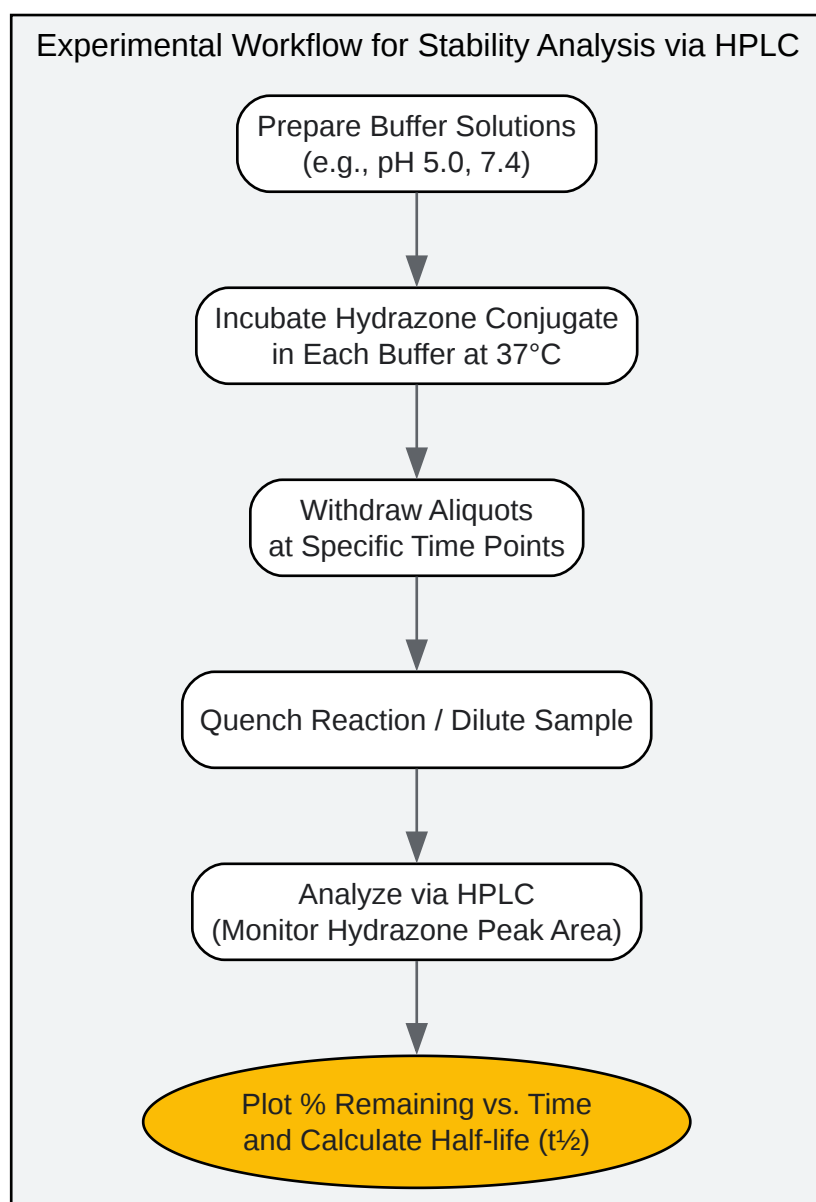 Experimental Workflow for Stability Analysis via HPLC
Prepare Buffer Solutions
(e.g., pH 5.0, 7.4)
Incubate Hydrazone Conjugate
in Each Buffer at 37°C
Withdraw Aliquots
at Specific Time Points
Quench Reaction / Dilute Sample
Analyze via HPLC
(Monitor Hydrazone Peak Area)
Plot % Remaining vs. Time
and Calculate Half-life (t½)